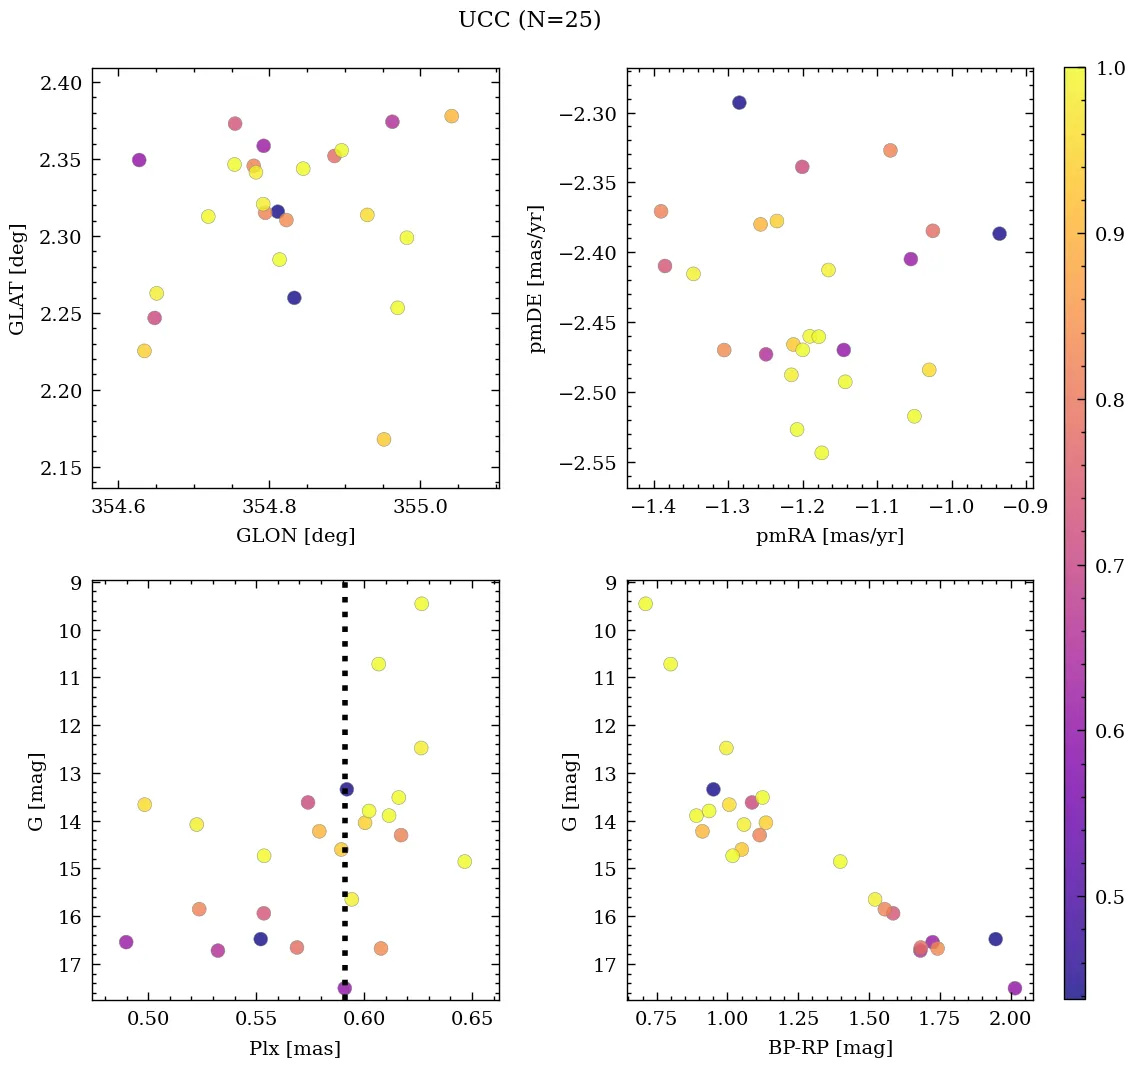 UCC (N=25)
2.40
2.35
2.30
2.25
2.20
2.15
GLAT [deg]
354.6 354.8 355.0
GLON [deg]
−2.30
−2.35
−2.40
−2.45
−2.50
−2.55
pmDE [mas/yr]
−1.4 −1.3 −1.2 −1.1 −1.0 −0.9
pmRA [mas/yr]
9
10
11
12
13
14
15
16
17
G [mag]
0.50 0.55 0.60 0.65
Plx [mas]
9
10
11
12
13
14
15
16
17
G [mag]
0.75 1.00 1.25 1.50 1.75 2.00
BP-RP [mag]
1.0
0.9
0.8
0.7
0.6
0.5